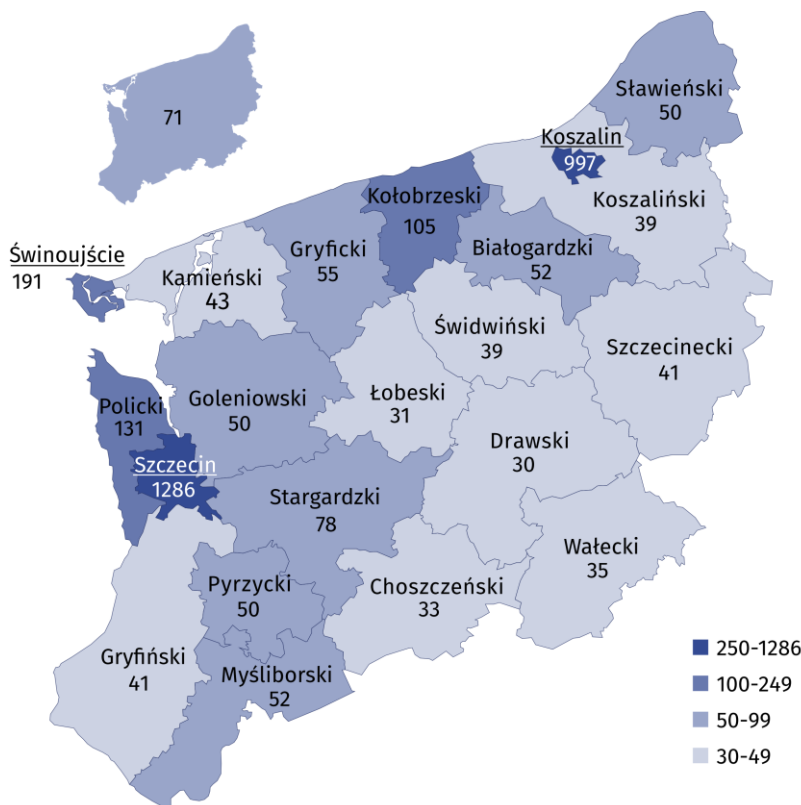 71
Sławieński
50
Koszalin
997
Koszaliński
39
Kołobrzeski
105
Białogardzki
52
Gryficki
55
Świnoujście
191
Kamieński
43
Świdwiński
39
Szczecinecki
41
Łobeski
31
Goleniowski
50
Policki
131
Szczecin
1286
Drawski
30
Stargardzki
78
Wałecki
35
Choszczeński
33
Pyrzycki
50
Gryfiński
41
Myśliborski
52
250-1286
100-249
50-99
30-49